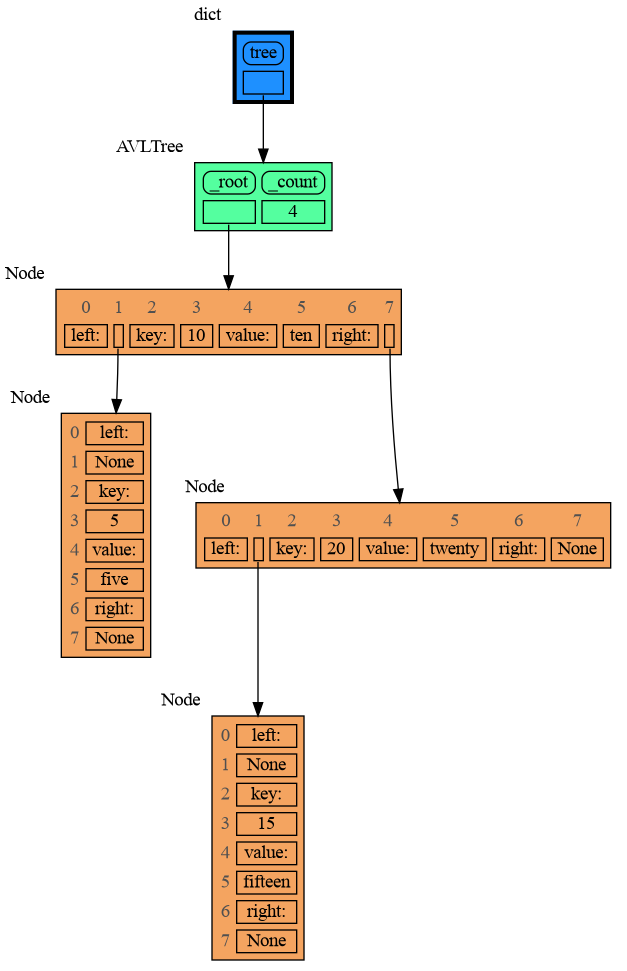 dict
tree
AVLTree
_root _count
4
Node
0 1 2 3 4 5 6 7
left: key: 10 value: ten right:
Node
0 left:
1 None
2 key:
3 5
4 value:
5 five
6 right:
7 None
Node
0 1 2 3 4 5 6 7
left: key: 20 value: twenty right: None
Node
0 left:
1 None
2 key:
3 15
4 value:
5 fifteen
6 right:
7 None